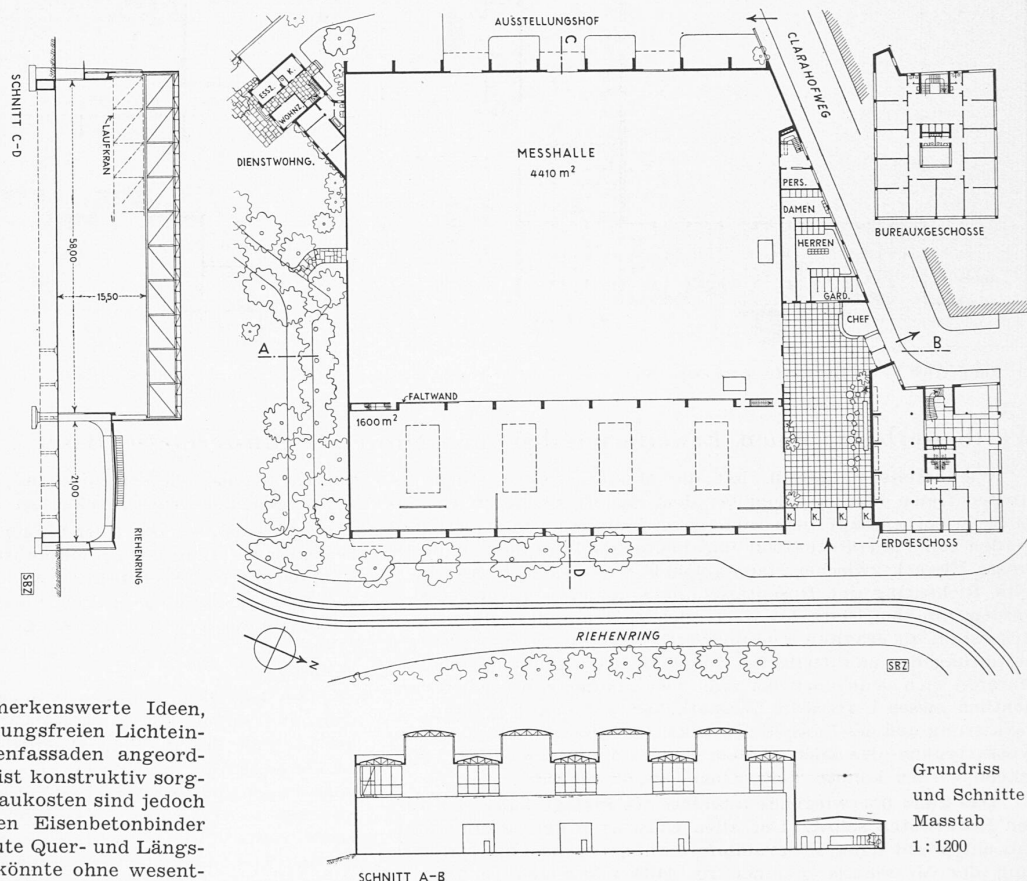 AUSSTELLUNGSHOF
C
CLARAHOFWEG
SCHNITT C-D
LAUFKRAN
58,00
15,50
21,00
RIEHENRING
SBZ
K.
ESSZ.
WOHNZ.
DIENSTWOHNG.
MESSHALLE
4410 m²
PERS.
DAMEN
HERREN
GARD.
CHEF
BUREAUXGESCHOSSE
A
B
FALTWAND
1600 m²
K. K. K. K.
ERDGESCHOSS
D
RIEHENRING
N
SBZ
merkenswerte Ideen,
ungsfreien Lichtein-
enfassaden angeord-
ist konstruktiv sorg-
aukosten sind jedoch
en Eisenbetonbinder
ute Quer- und Längs-
könnte ohne wesent-
SCHNITT A-B
Grundriss
und Schnitte
Masstab
1 : 1200